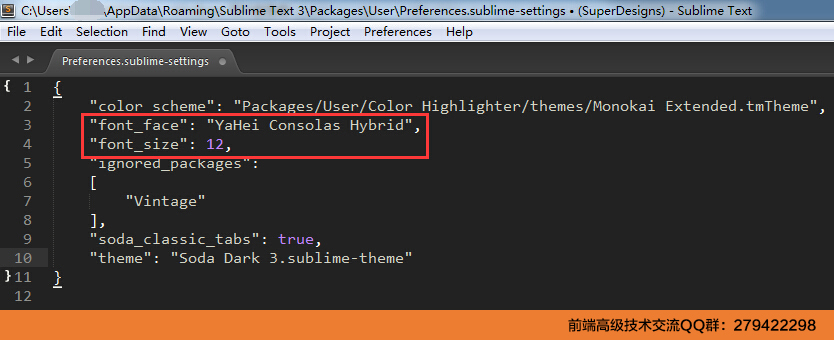 C:\Users\ \AppData\Roaming\Sublime Text 3\Packages\User\Preferences.sublime-settings • (SuperDesigns) - Sublime Text
File Edit Selection Find View Goto Tools Project Preferences Help
Preferences.sublime-settings
1 {
2 "color_scheme": "Packages/User/Color Highlighter/themes/Monokai Extended.tmTheme",
3 "font_face": "YaHei Consolas Hybrid",
4 "font_size": 12,
5 "ignored_packages":
6 [
7 "Vintage"
8 ],
9 "soda_classic_tabs": true,
10 "theme": "Soda Dark 3.sublime-theme"
11 }
12
前端高级技术交流QQ群：279422298